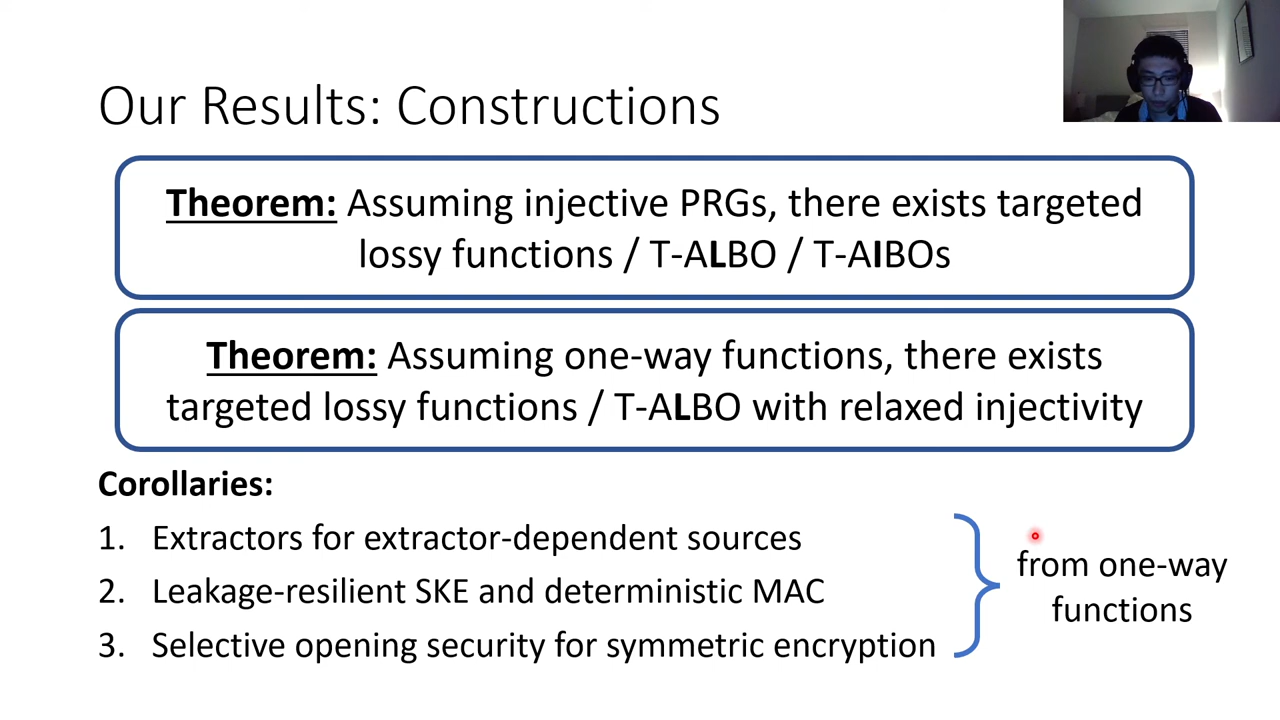 Our Results: Constructions
Theorem: Assuming injective PRGs, there exists targeted
lossy functions / T-ALBO / T-AIBOs
Theorem: Assuming one-way functions, there exists
targeted lossy functions / T-ALBO with relaxed injectivity
Corollaries:
1. Extractors for extractor-dependent sources
2. Leakage-resilient SKE and deterministic MAC
3. Selective opening security for symmetric encryption
from one-way
functions